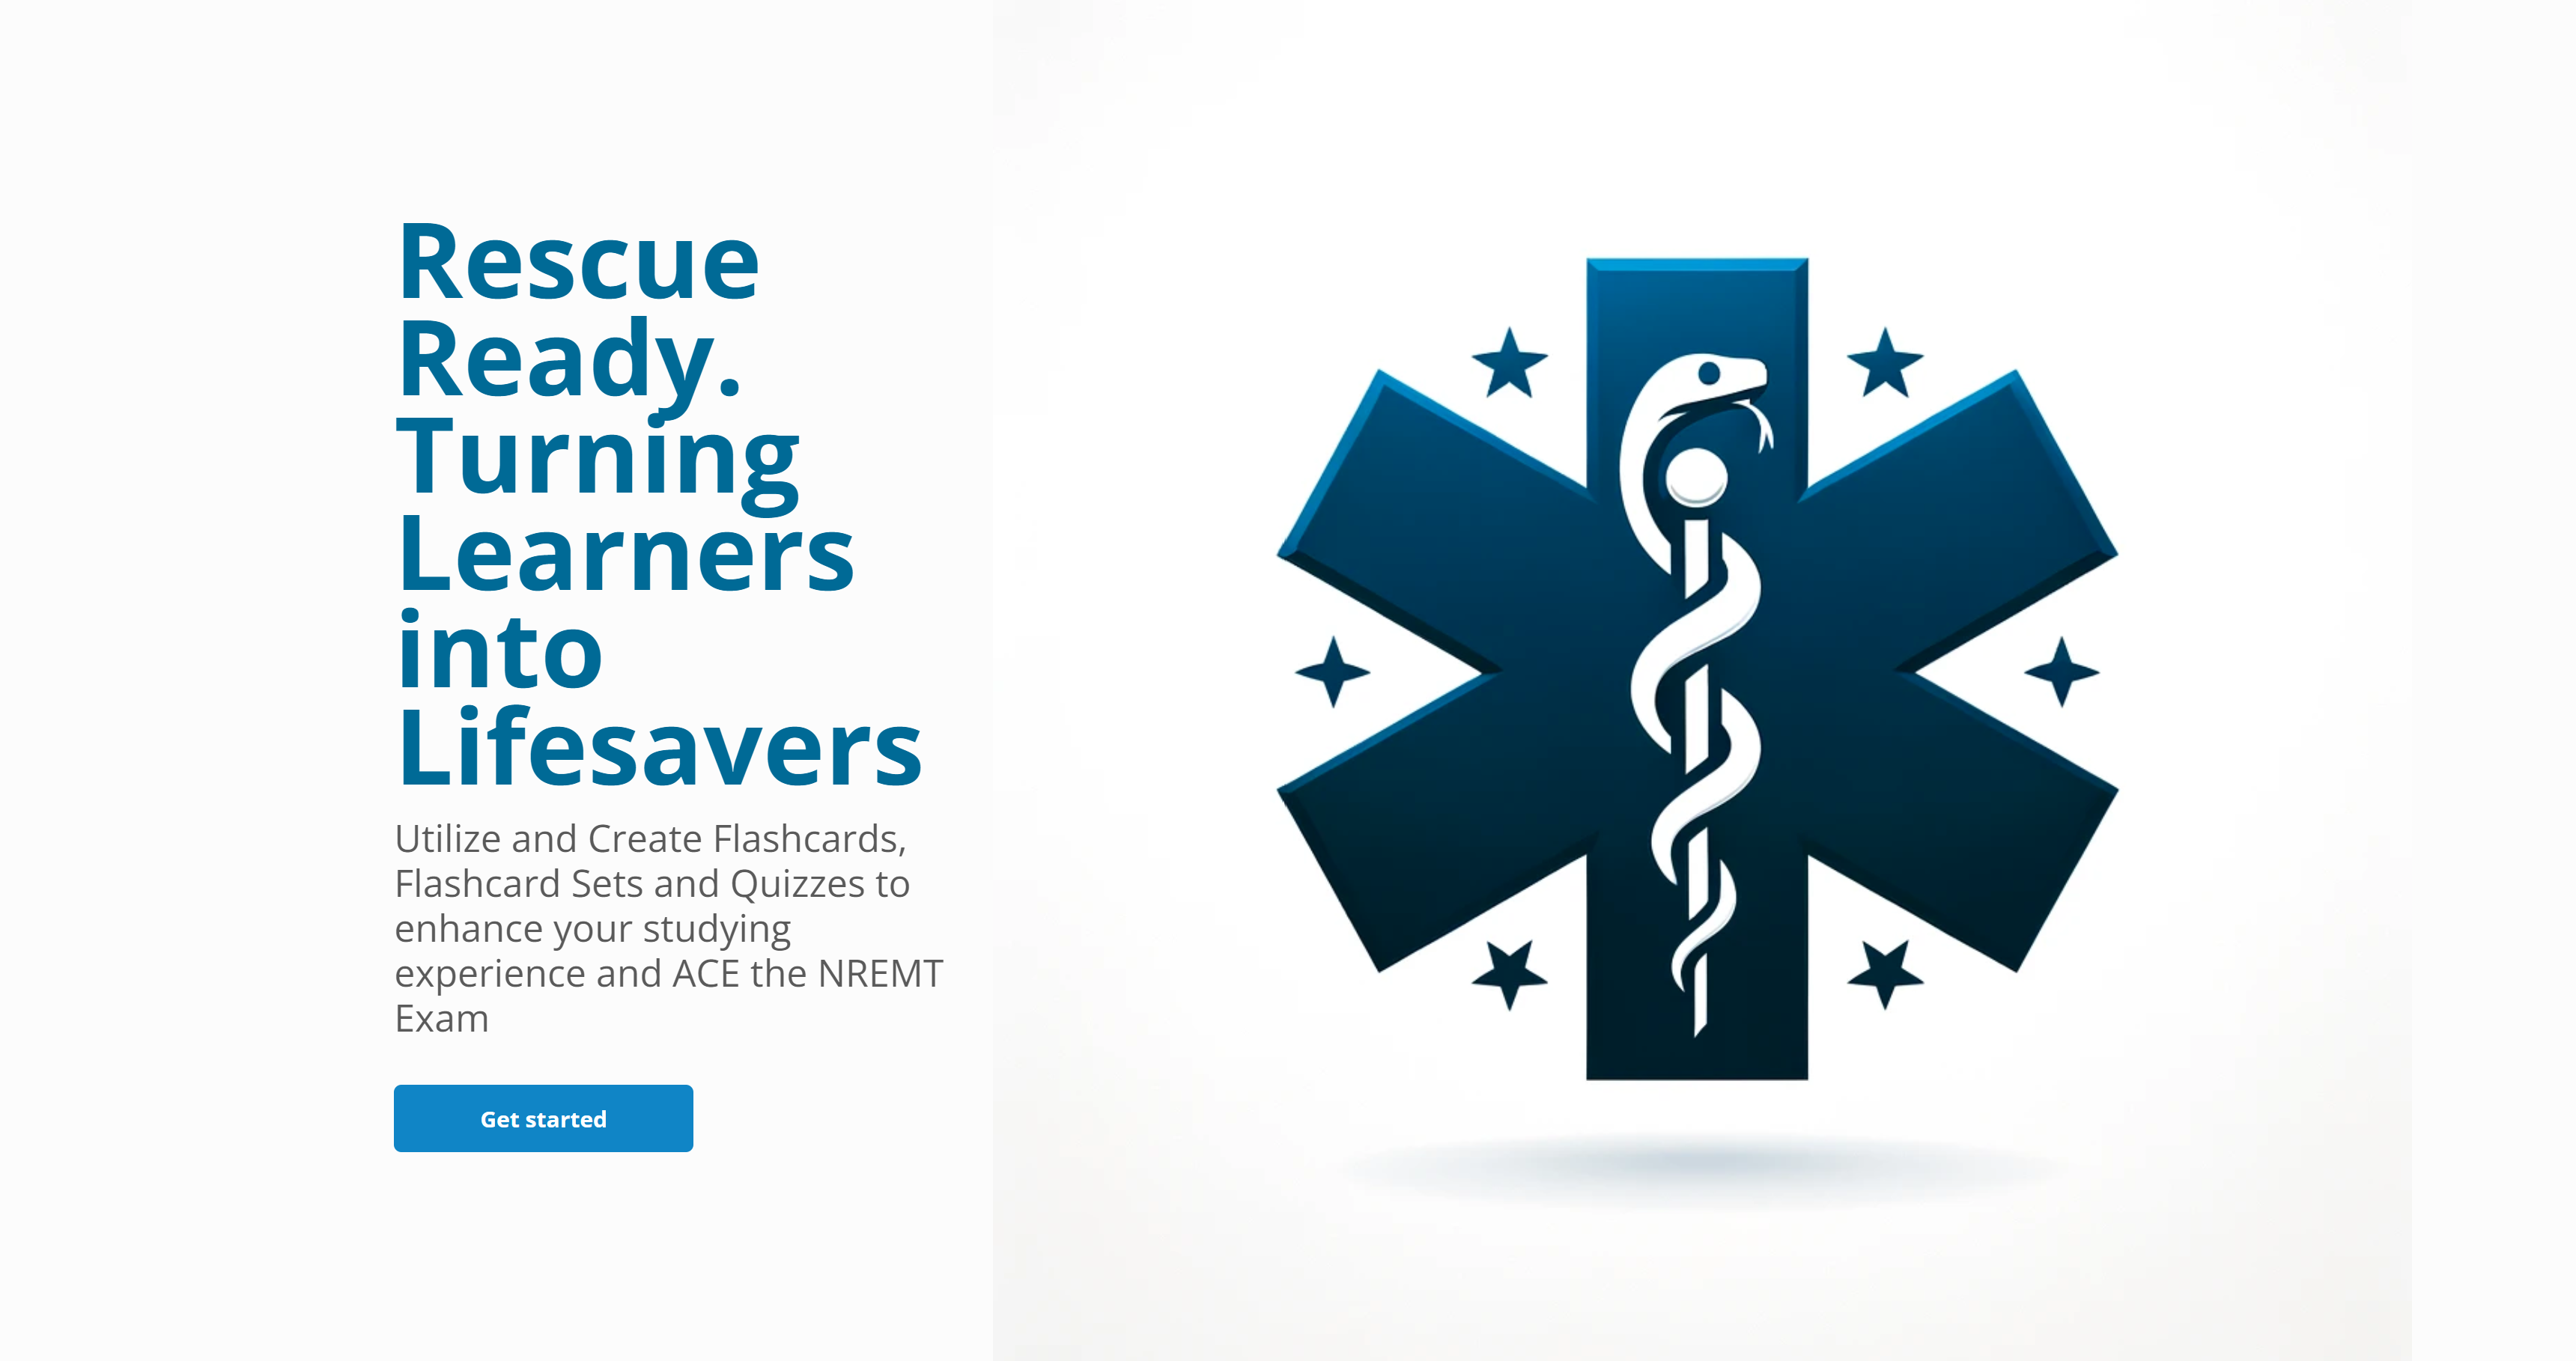 Rescue
Ready.
Turning
Learners
into
Lifesavers
Utilize and Create Flashcards,
Flashcard Sets and Quizzes to
enhance your studying
experience and ACE the NREMT
Exam
Get started